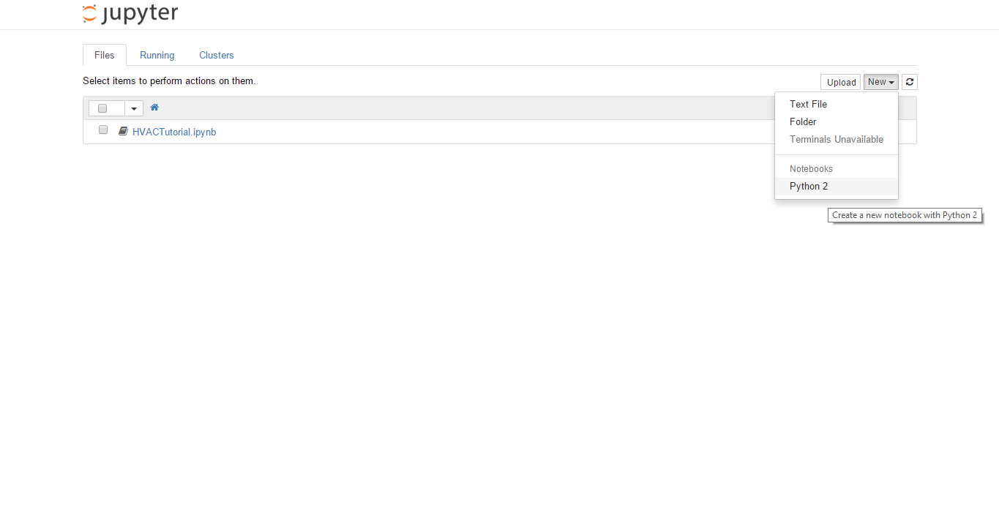 jupyter
Files Running Clusters
Select items to perform actions on them.
Upload New
HVACTutorial.ipynb
Text File
Folder
Terminals Unavailable
Notebooks
Python 2
Create a new notebook with Python 2